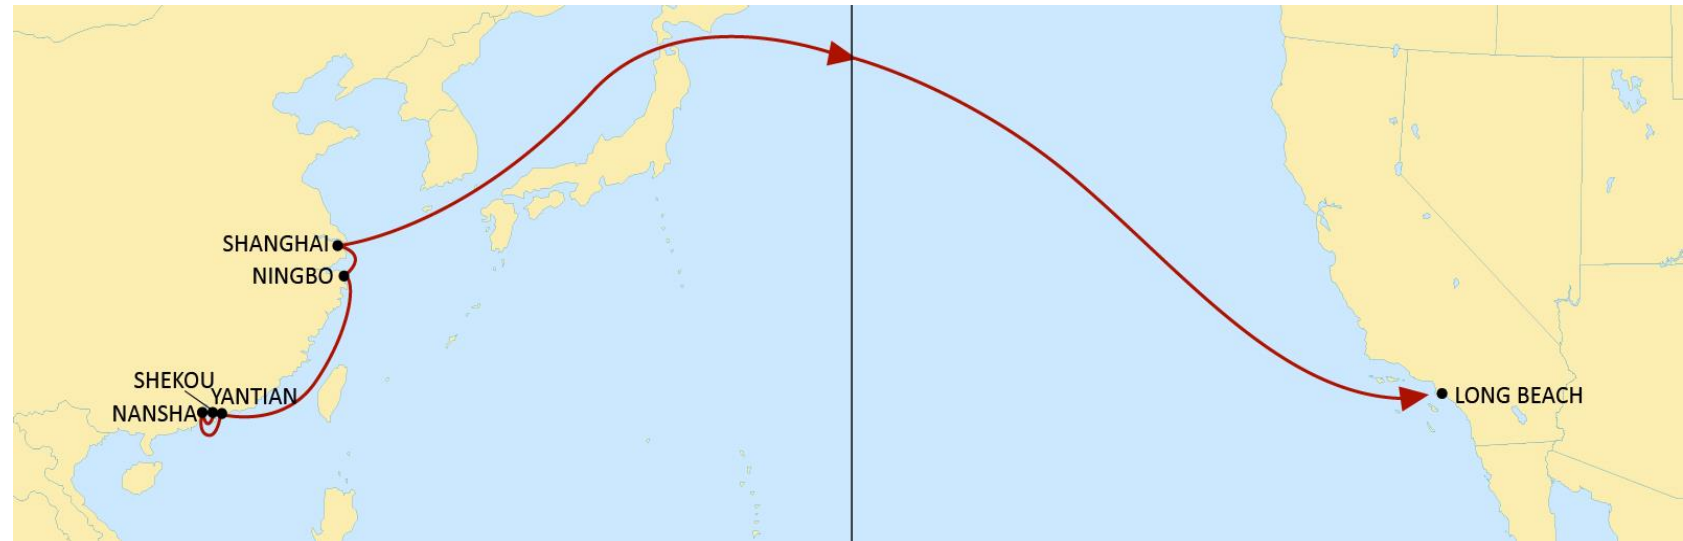 SHANGHAI
NINGBO
SHEKOU
YANTIAN
NANSHA
LONG BEACH